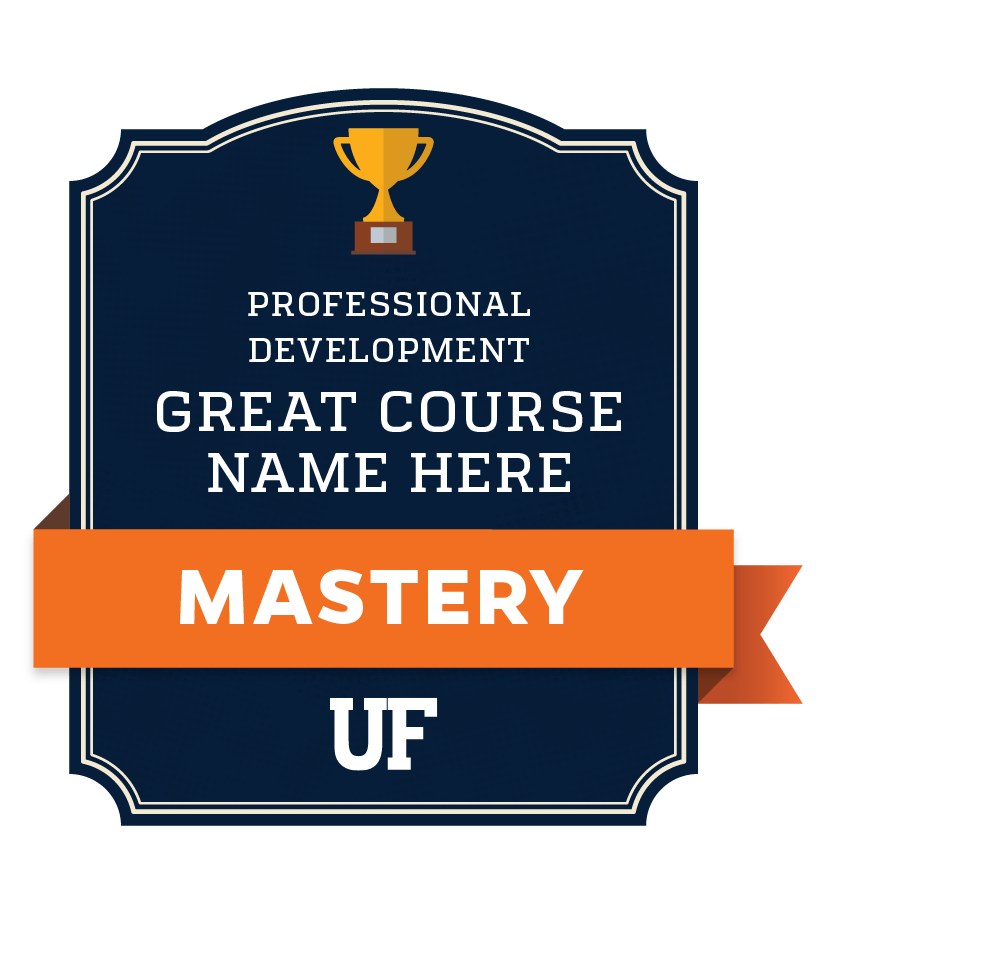 PROFESSIONAL
DEVELOPMENT
GREAT COURSE
NAME HERE
MASTERY
UF